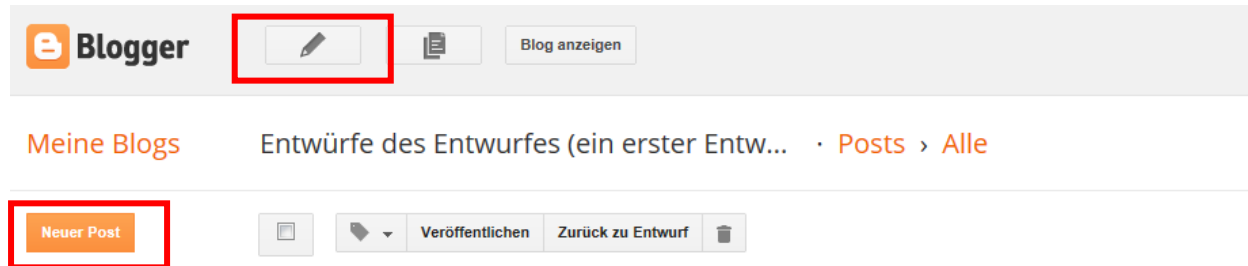 Blogger Blog anzeigen
Meine Blogs Entwürfe des Entwurfes (ein erster Entw... · Posts › Alle
Neuer Post Veröffentlichen Zurück zu Entwurf